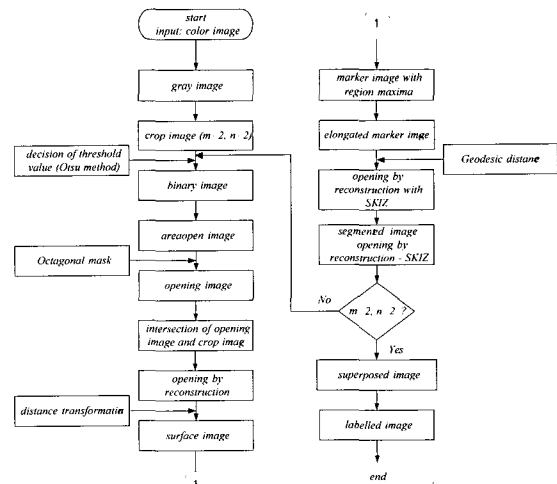 start
input: color image
gray image
crop image (m 2, n 2)
decision of threshold
value (Otsu method)
binary image
areaopen image
Octagonal mask
opening image
intersection of opening
image and crop imag
opening by
reconstruction
distance transformatin
surface image
1
1
marker image with
region maxima
elongated marker imge
Geodesic distane
opening by
reconstruction with
SKIZ
segmented image
opening by
reconstruction - SKIZ
No
m 2, n 2 ?
Yes
superposed image
labelled image
end